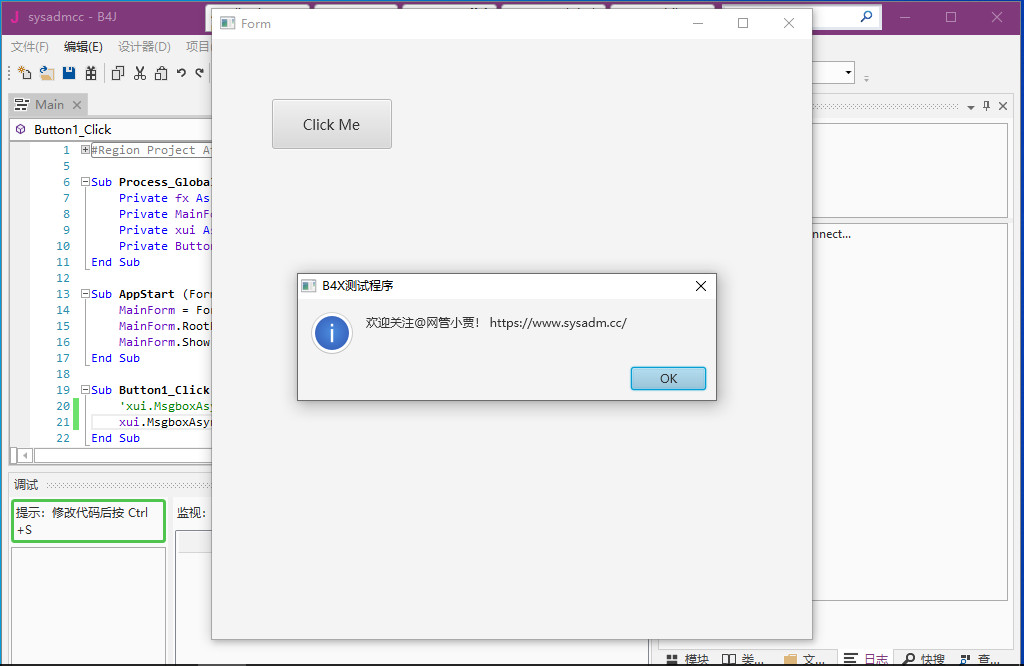 sysadmcc - B4J
Form
文件(F) 编辑(E) 设计器(D) 项目
Main
Button1_Click
Click Me
1 #Region Project A
5
6 Sub Process_Globa
7 Private fx As
8 Private MainFo
9 Private xui As
10 Private Button
11 End Sub
12
13 Sub AppStart (Form
14 MainForm = Fo
15 MainForm.Root
16 MainForm.Show
17 End Sub
18
19 Sub Button1_Click
20 'xui.MsgboxAsy
21 xui.MsgboxAsyn
22 End Sub
nnect...
B4X测试程序
欢迎关注@网管小贾! https://www.sysadm.cc/
OK
调试
提示: 修改代码后按 Ctrl
+S
监视:
模块 类... 文... 日志 快搜 查...